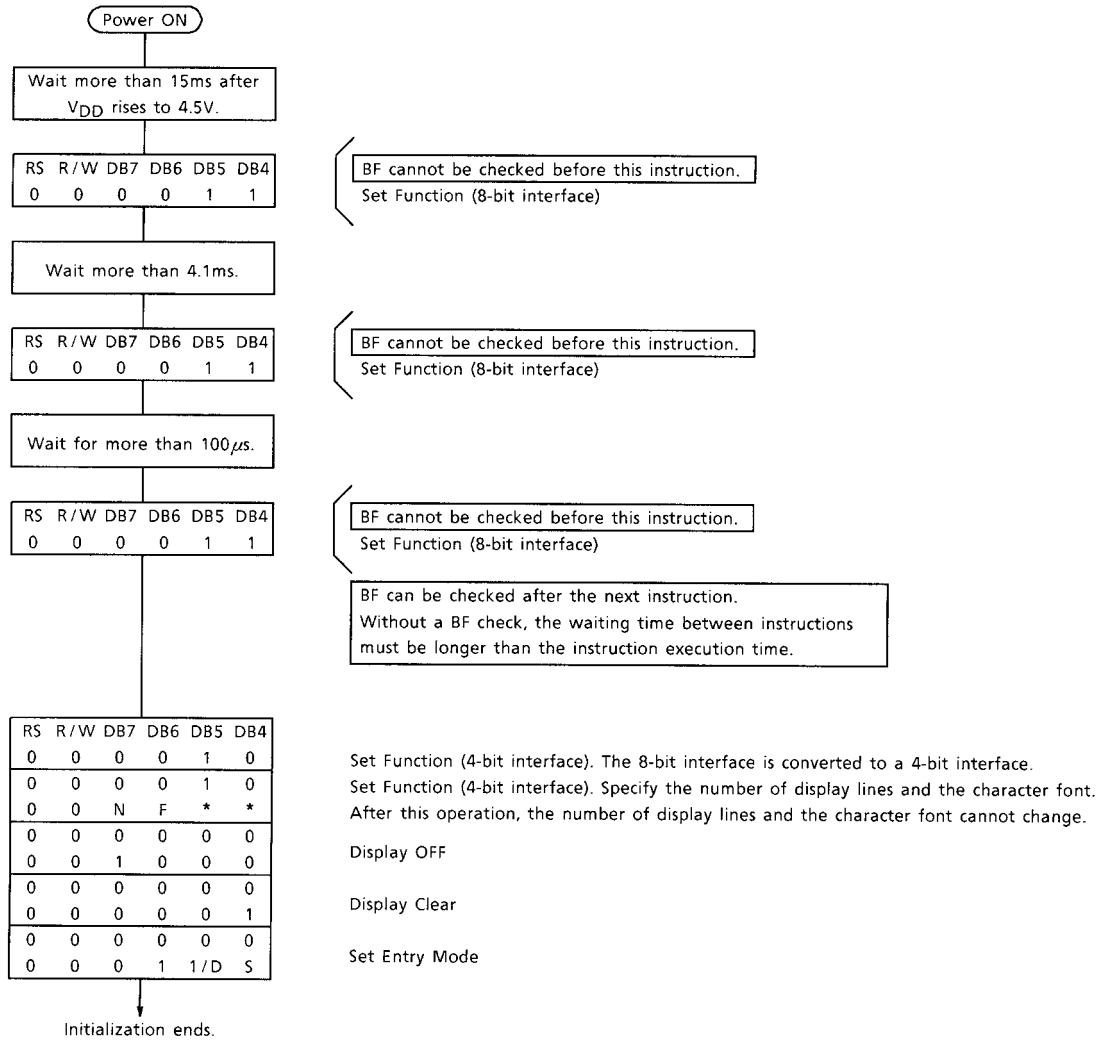 Power ON
Wait more than 15ms after
VDD rises to 4.5V.
RS R/W DB7 DB6 DB5 DB4
0 0 0 0 1 1
BF cannot be checked before this instruction.
Set Function (8-bit interface)
Wait more than 4.1ms.
RS R/W DB7 DB6 DB5 DB4
0 0 0 0 1 1
BF cannot be checked before this instruction.
Set Function (8-bit interface)
Wait for more than 100μs.
RS R/W DB7 DB6 DB5 DB4
0 0 0 0 1 1
BF cannot be checked before this instruction.
Set Function (8-bit interface)
BF can be checked after the next instruction.
Without a BF check, the waiting time between instructions
must be longer than the instruction execution time.
RS R/W DB7 DB6 DB5 DB4
0 0 0 0 1 0 Set Function (4-bit interface). The 8-bit interface is converted to a 4-bit interface.
0 0 0 0 1 0 Set Function (4-bit interface). Specify the number of display lines and the character font.
0 0 N F * * After this operation, the number of display lines and the character font cannot change.
0 0 0 0 0 0
0 0 1 0 0 0
Display OFF
0 0 0 0 0 0
0 0 0 0 0 1
Display Clear
0 0 0 0 0 0
0 0 0 1 1/D S
Set Entry Mode
Initialization ends.